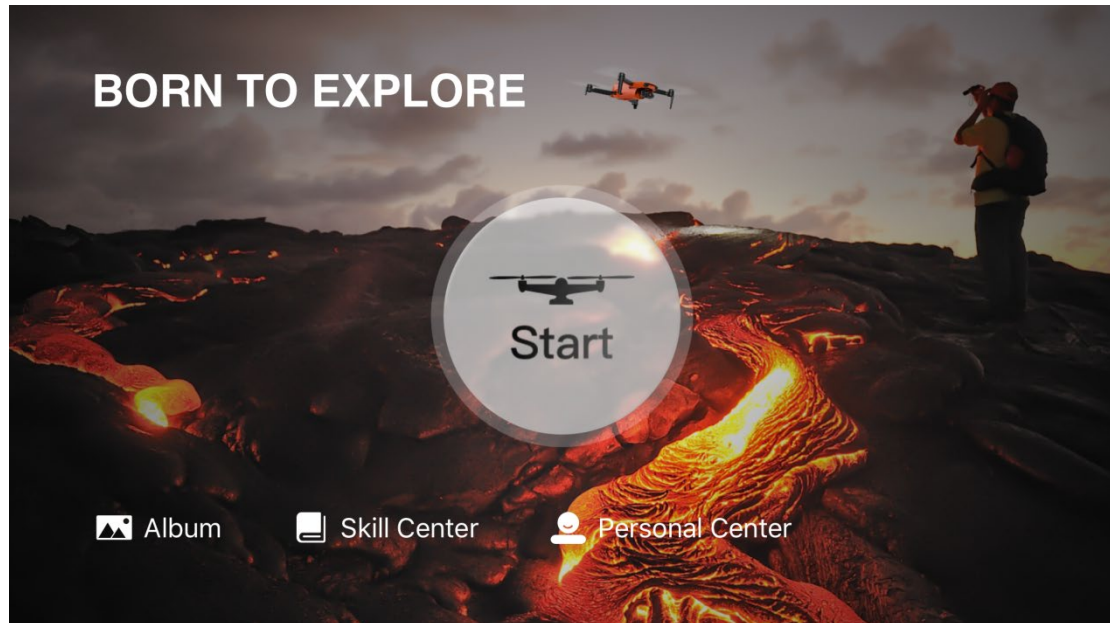 BORN TO EXPLORE
Start
Album
Skill Center
Personal Center